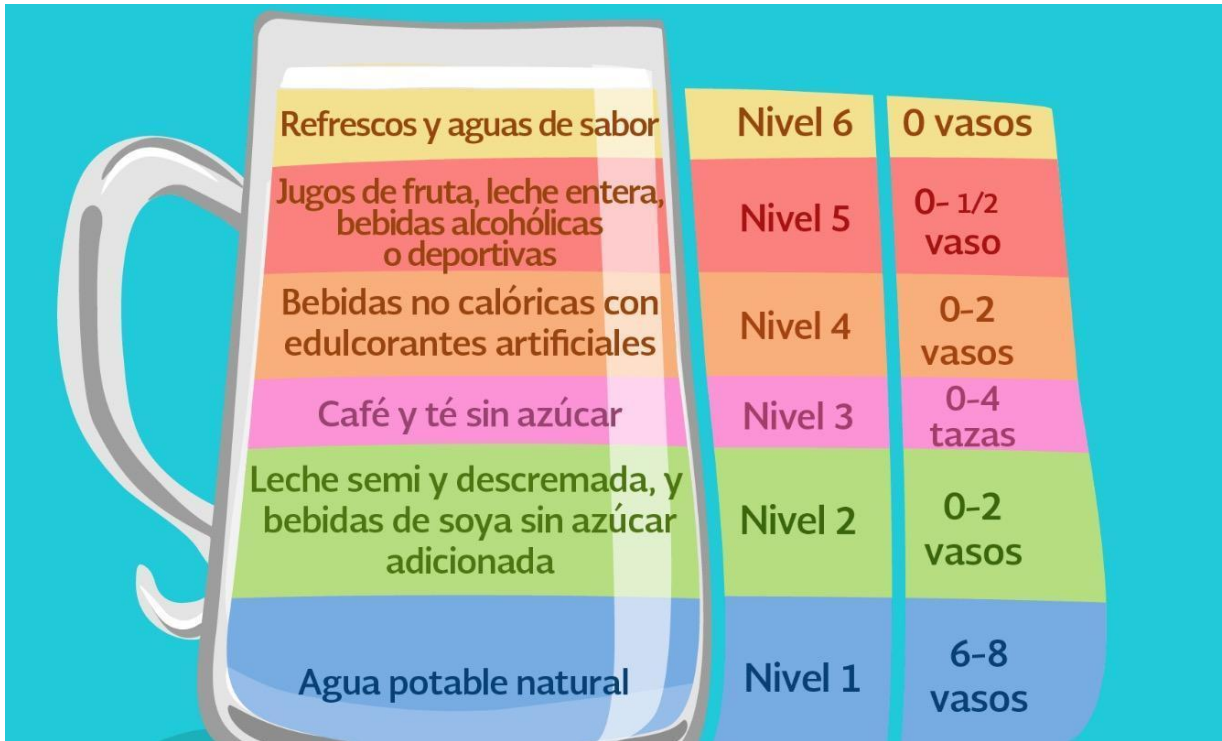 Refrescos y aguas de sabor
Nivel 6
0 vasos
Jugos de fruta, leche entera,
bebidas alcohólicas
o deportivas
Nivel 5
0- 1/2
vaso
Bebidas no calóricas con
edulcorantes artificiales
Nivel 4
0-2
vasos
Café y té sin azúcar
Nivel 3
0-4
tazas
Leche semi y descremada, y
bebidas de soya sin azúcar
adicionada
Nivel 2
0-2
vasos
Agua potable natural
Nivel 1
6-8
vasos